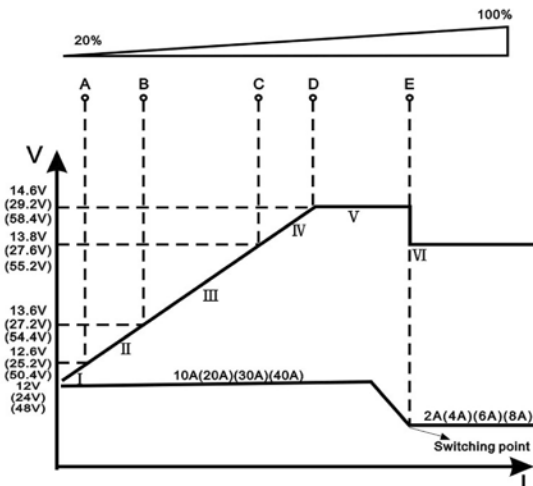 100%
20%
A B C D E
V
14.6V
(29.2V)
(58.4V)
V
IV
13.8V
(27.6V)
(55.2V)
VI
III
13.6V
(27.2V)
(54.4V)
II
12.6V
(25.2V)
(50.4V)
I
10A(20A)(30A)(40A)
12V
(24V)
(48V)
2A(4A)(6A)(8A)
Switching point
I